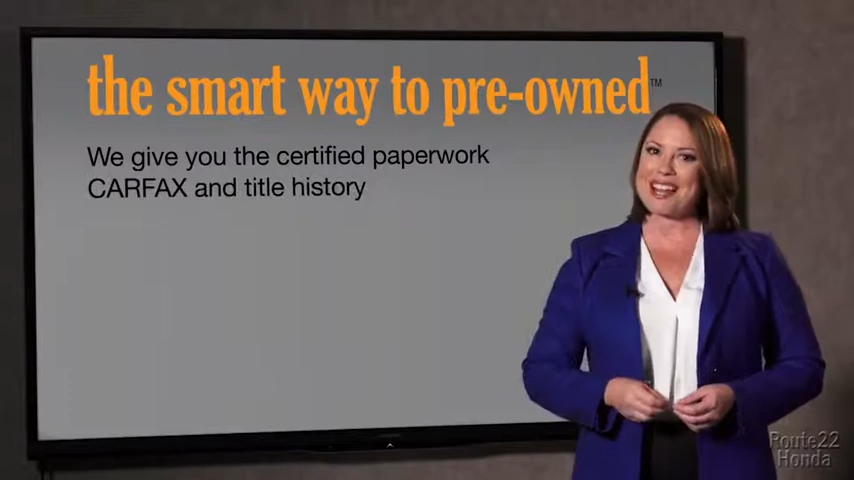 the smart way to pre-owned™
We give you the certified paperwork
CARFAX and title history
Route22
Honda